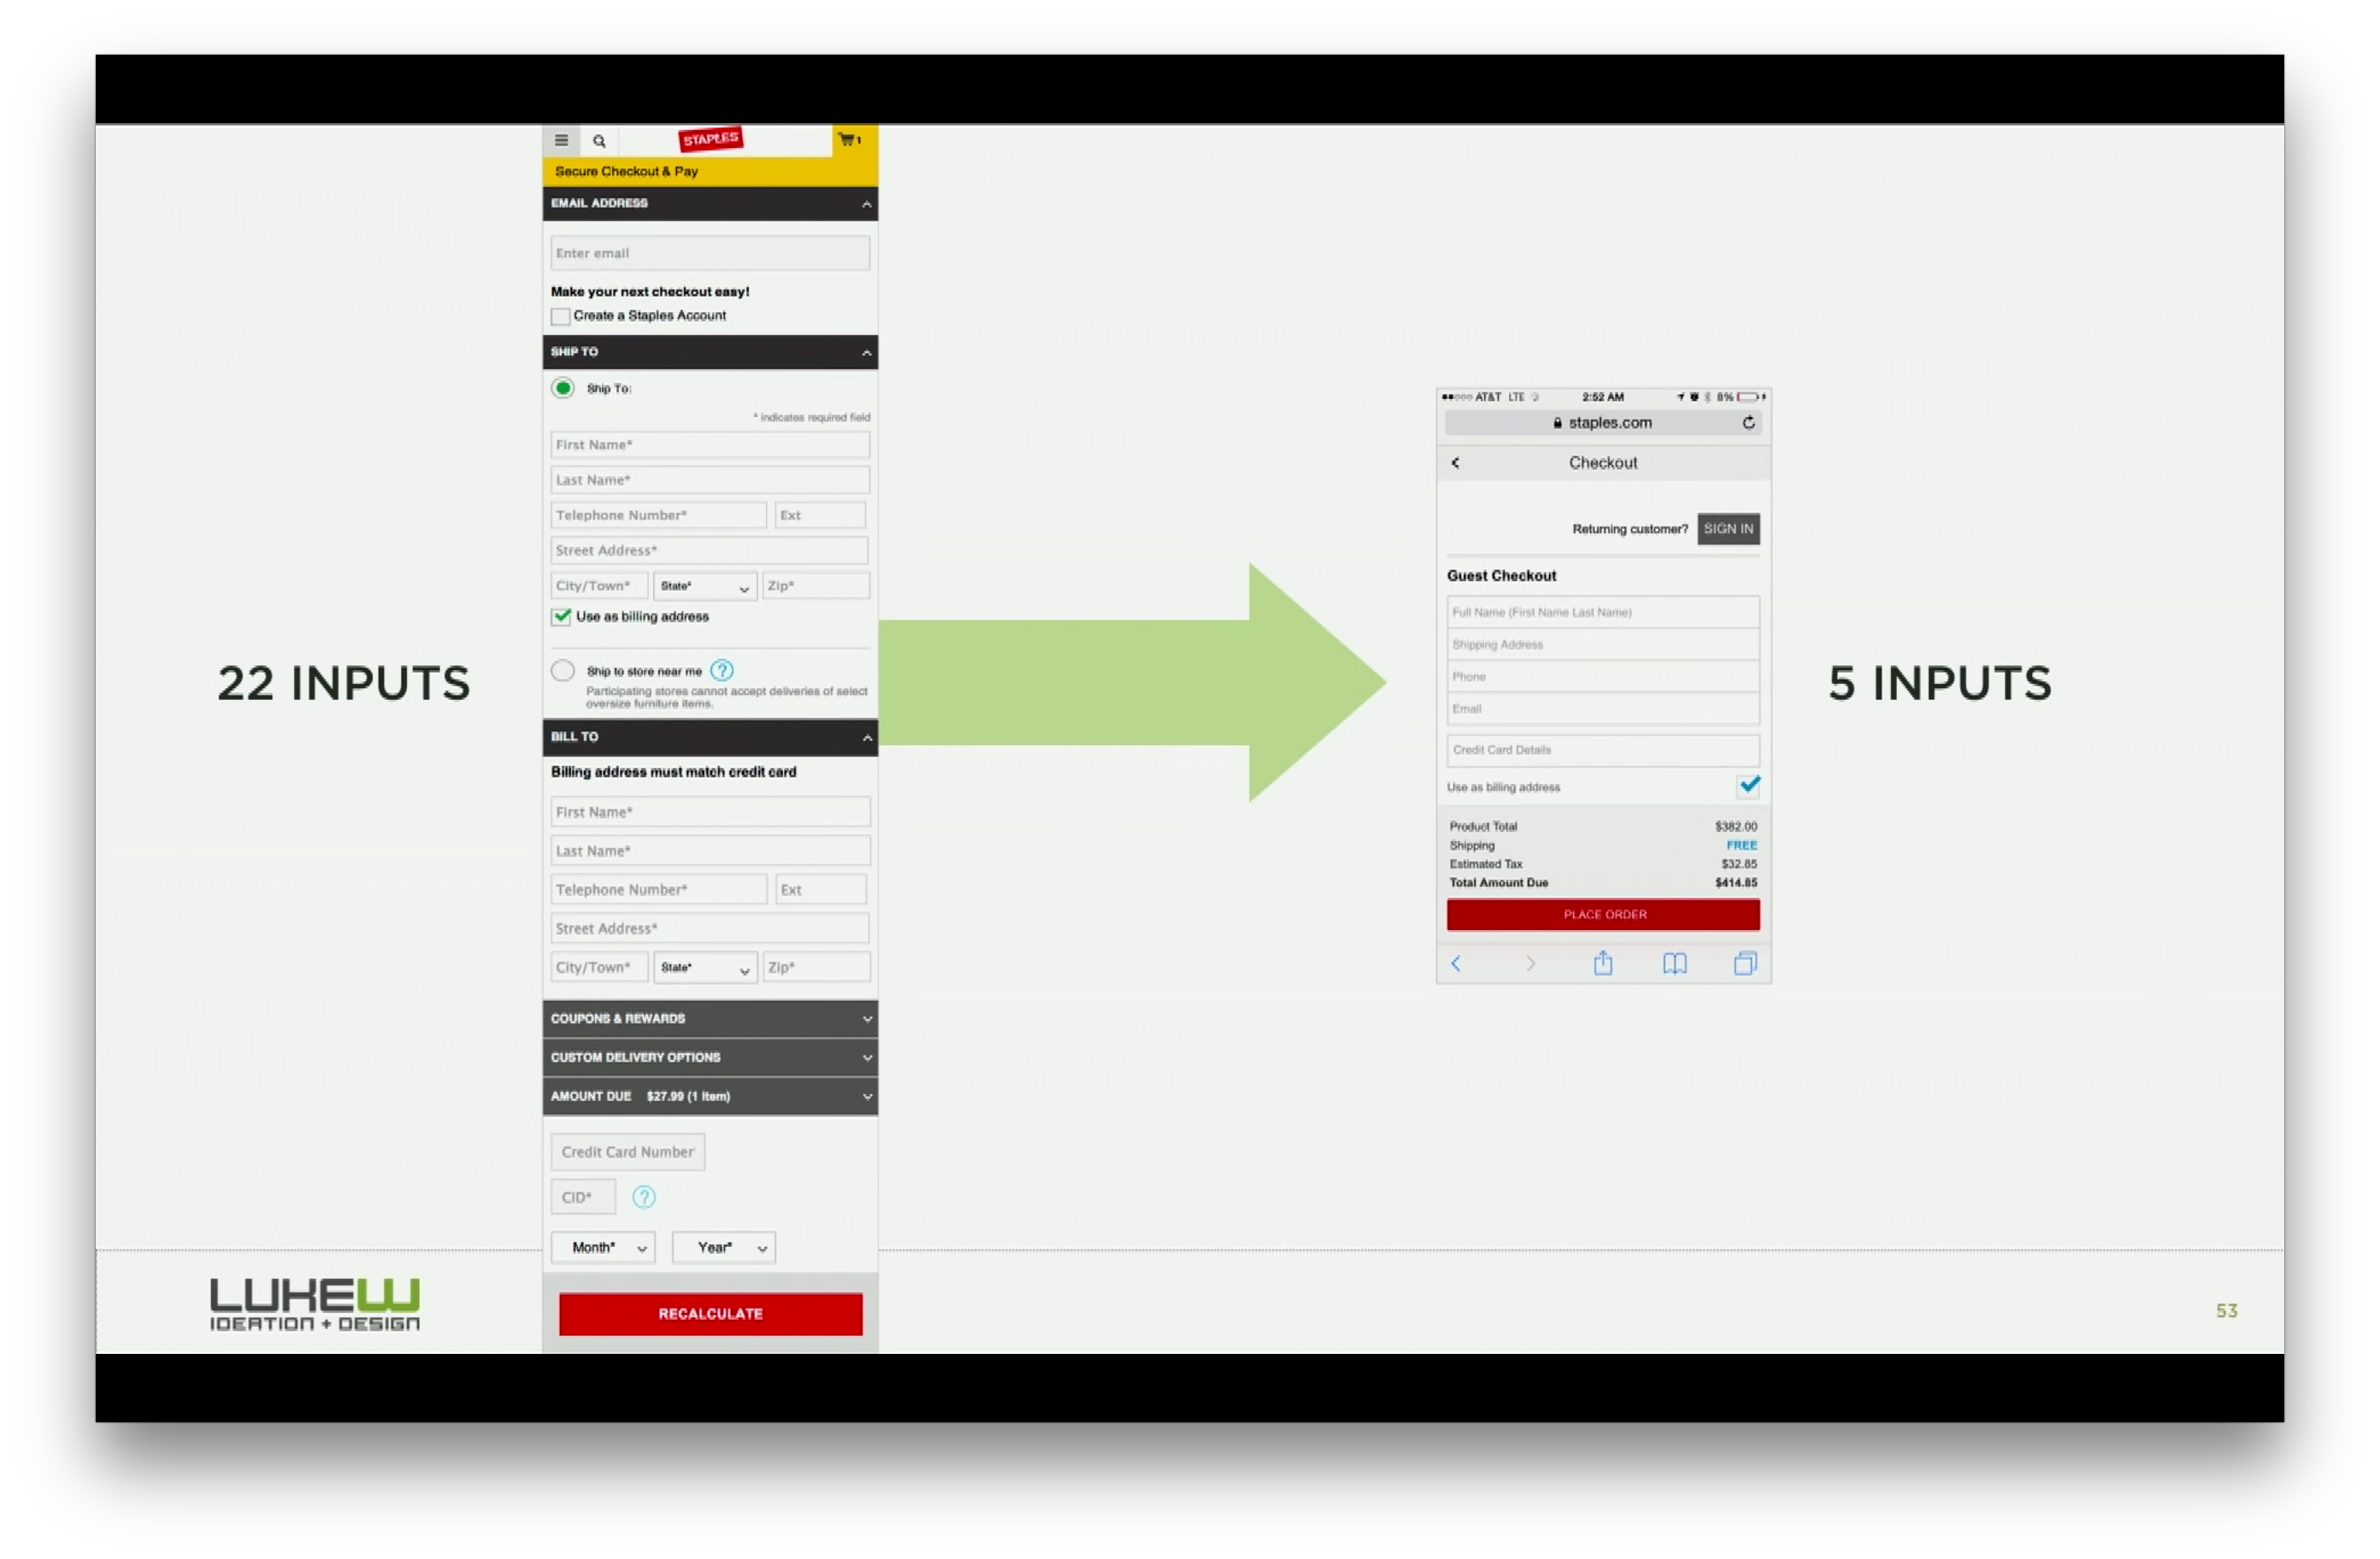 22 INPUTS
STAPLES
1
Secure Checkout & Pay
EMAIL ADDRESS
Enter email
Make your next checkout easy!
Create a Staples Account
SHIP TO
Ship To:
* indicates required field
First Name*
Last Name*
Telephone Number* Ext
Street Address*
City/Town* State* Zip*
Use as billing address
Ship to store near me ?
Participating stores cannot accept deliveries of select
oversize furniture items.
BILL TO
Billing address must match credit card
First Name*
Last Name*
Telephone Number* Ext
Street Address*
City/Town* State* Zip*
COUPONS & REWARDS
CUSTOM DELIVERY OPTIONS
AMOUNT DUE $27.99 (1 item)
Credit Card Number
CID* ?
Month* Year*
RECALCULATE
AT&T LTE 2:52 AM 8%
staples.com
Checkout
Returning customer? SIGN IN
Guest Checkout
Full Name (First Name Last Name)
Shipping Address
Phone
Email
Credit Card Details
Use as billing address
Product Total $382.00
Shipping FREE
Estimated Tax $32.85
Total Amount Due $414.85
PLACE ORDER
5 INPUTS
LUKEW
IDEATION + DESIGN
53